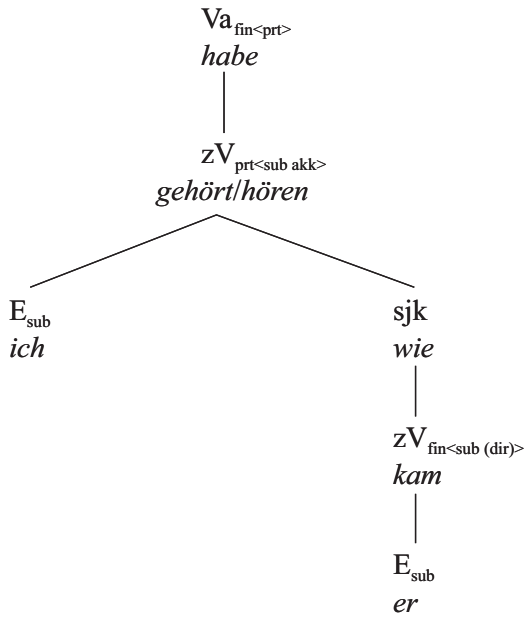 Va fin<prt>
habe
zV prt<sub akk>
gehört/hören
E sub
ich
sjk
wie
zV fin<sub (dir)>
kam
E sub
er